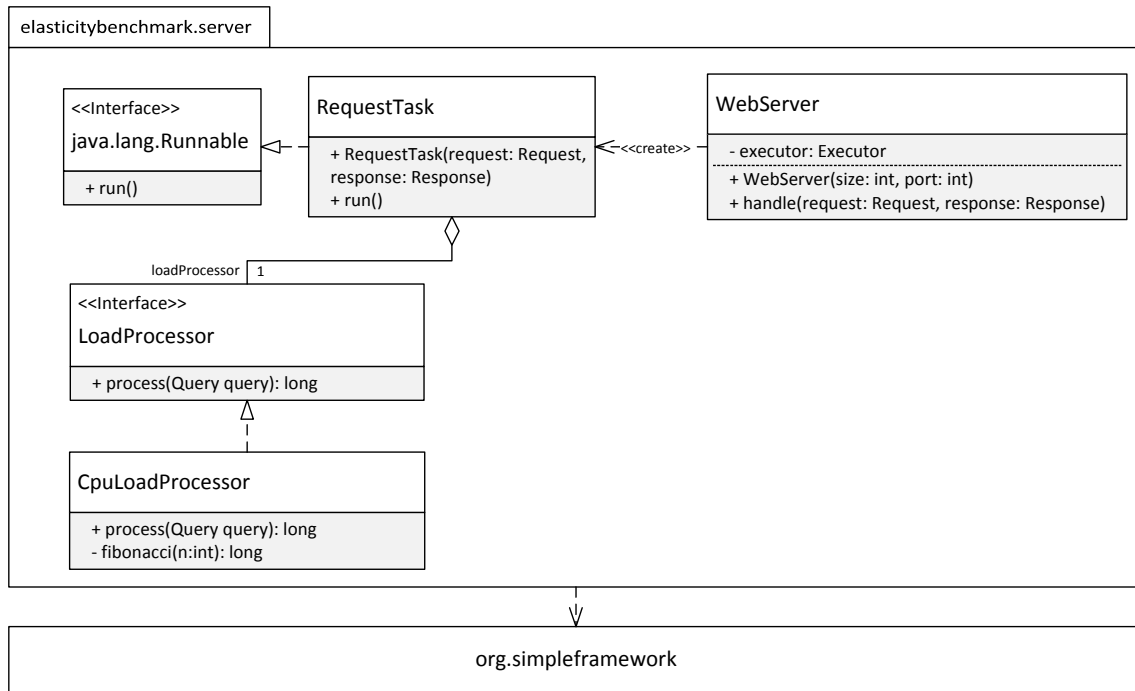 elasticitybenchmark.server
<<Interface>>
java.lang.Runnable
+ run()
RequestTask
+ RequestTask(request: Request,
response: Response)
+ run()
<<create>>
WebServer
- executor: Executor
+ WebServer(size: int, port: int)
+ handle(request: Request, response: Response)
loadProcessor
1
<<Interface>>
LoadProcessor
+ process(Query query): long
CpuLoadProcessor
+ process(Query query): long
- fibonacci(n:int): long
org.simpleframework